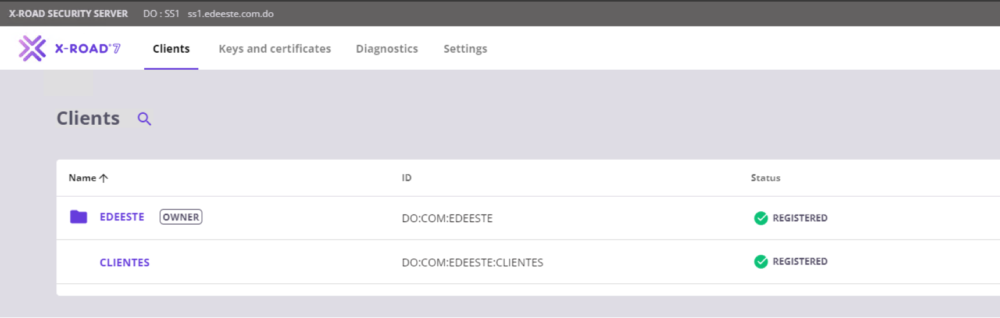 X-ROAD SECURITY SERVER DO : SS1 ss1.edeeste.com.do
X-ROAD® 7 Clients Keys and certificates Diagnostics Settings
Clients
Name ID Status
EDEESTE OWNER DO:COM:EDEESTE REGISTERED
CLIENTES DO:COM:EDEESTE:CLIENTES REGISTERED